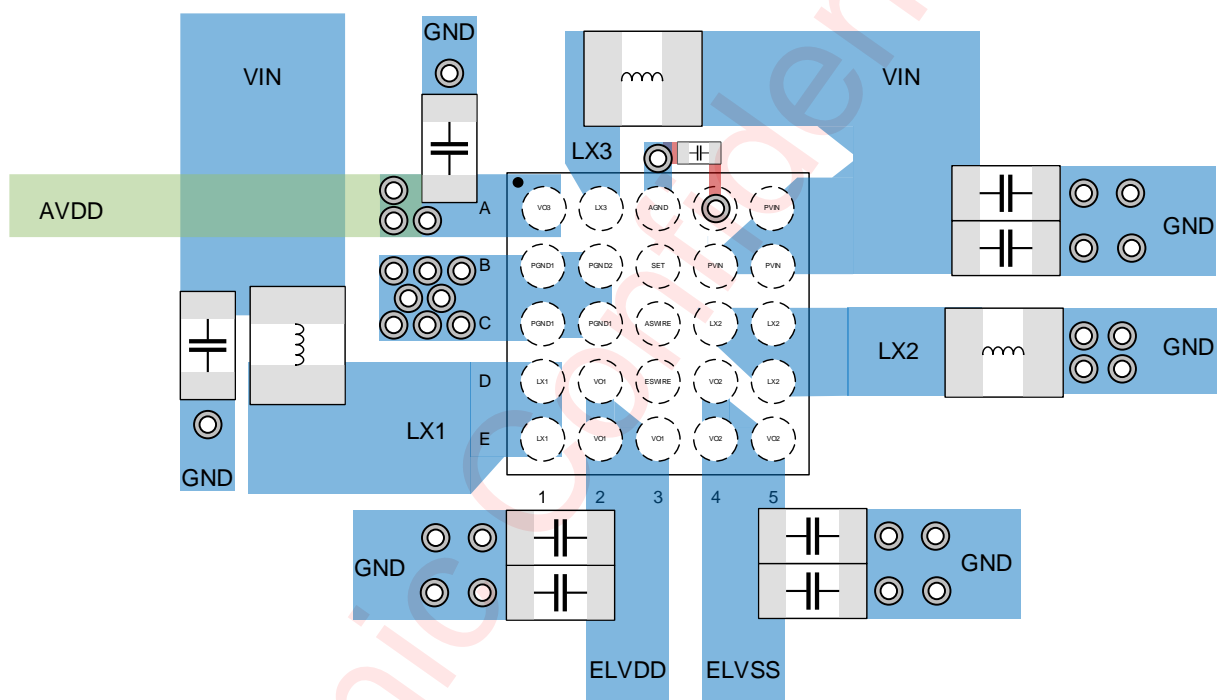 GND
VIN
VIN
LX3
AVDD
A
VO3
LX3
AGND
PVIN
GND
B
PGND1
PGND2
SET
PVIN
PVIN
C
PGND1
PGND1
ASWIRE
LX2
LX2
LX2
GND
D
LX1
VO1
ESWIRE
VO2
LX2
LX1
E
LX1
VO1
VO1
VO2
VO2
GND
1
2
3
4
5
GND
GND
ELVDD
ELVSS